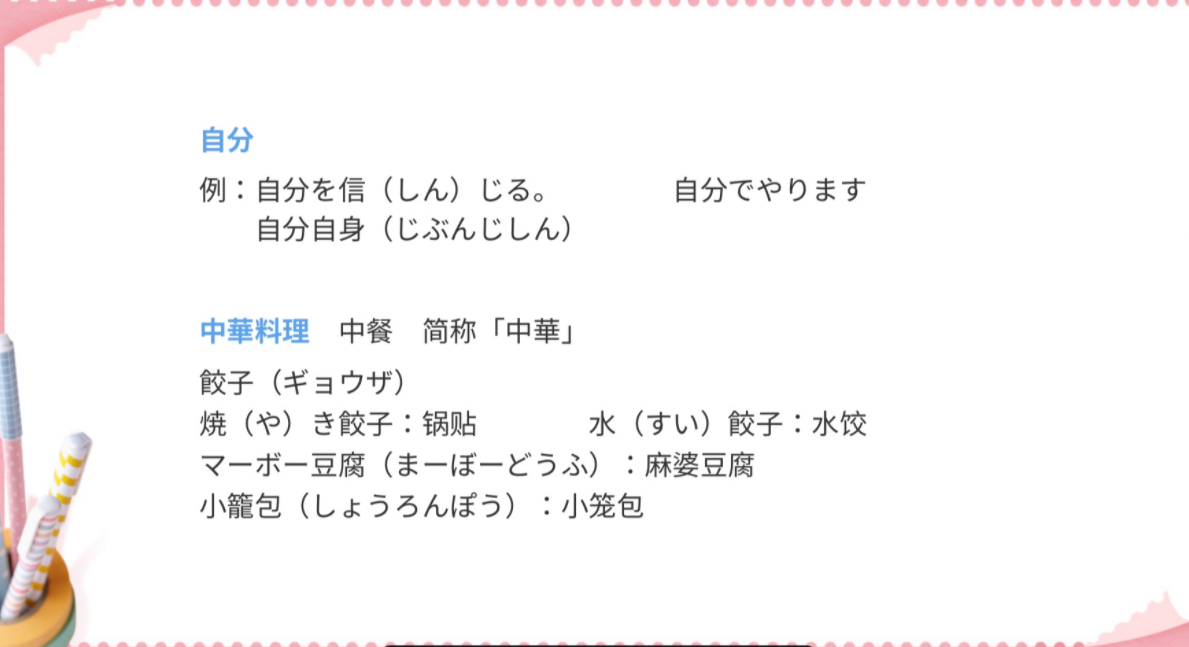 自分
例：自分を信（しん）じる。　自分でやります
自分自身（じぶんじしん）
中華料理　中餐　简称「中華」
餃子（ギョウザ）
焼（や）き餃子：锅贴　水（すい）餃子：水饺
マーボー豆腐（まーぼーどうふ）：麻婆豆腐
小籠包（しょうろんぽう）：小笼包